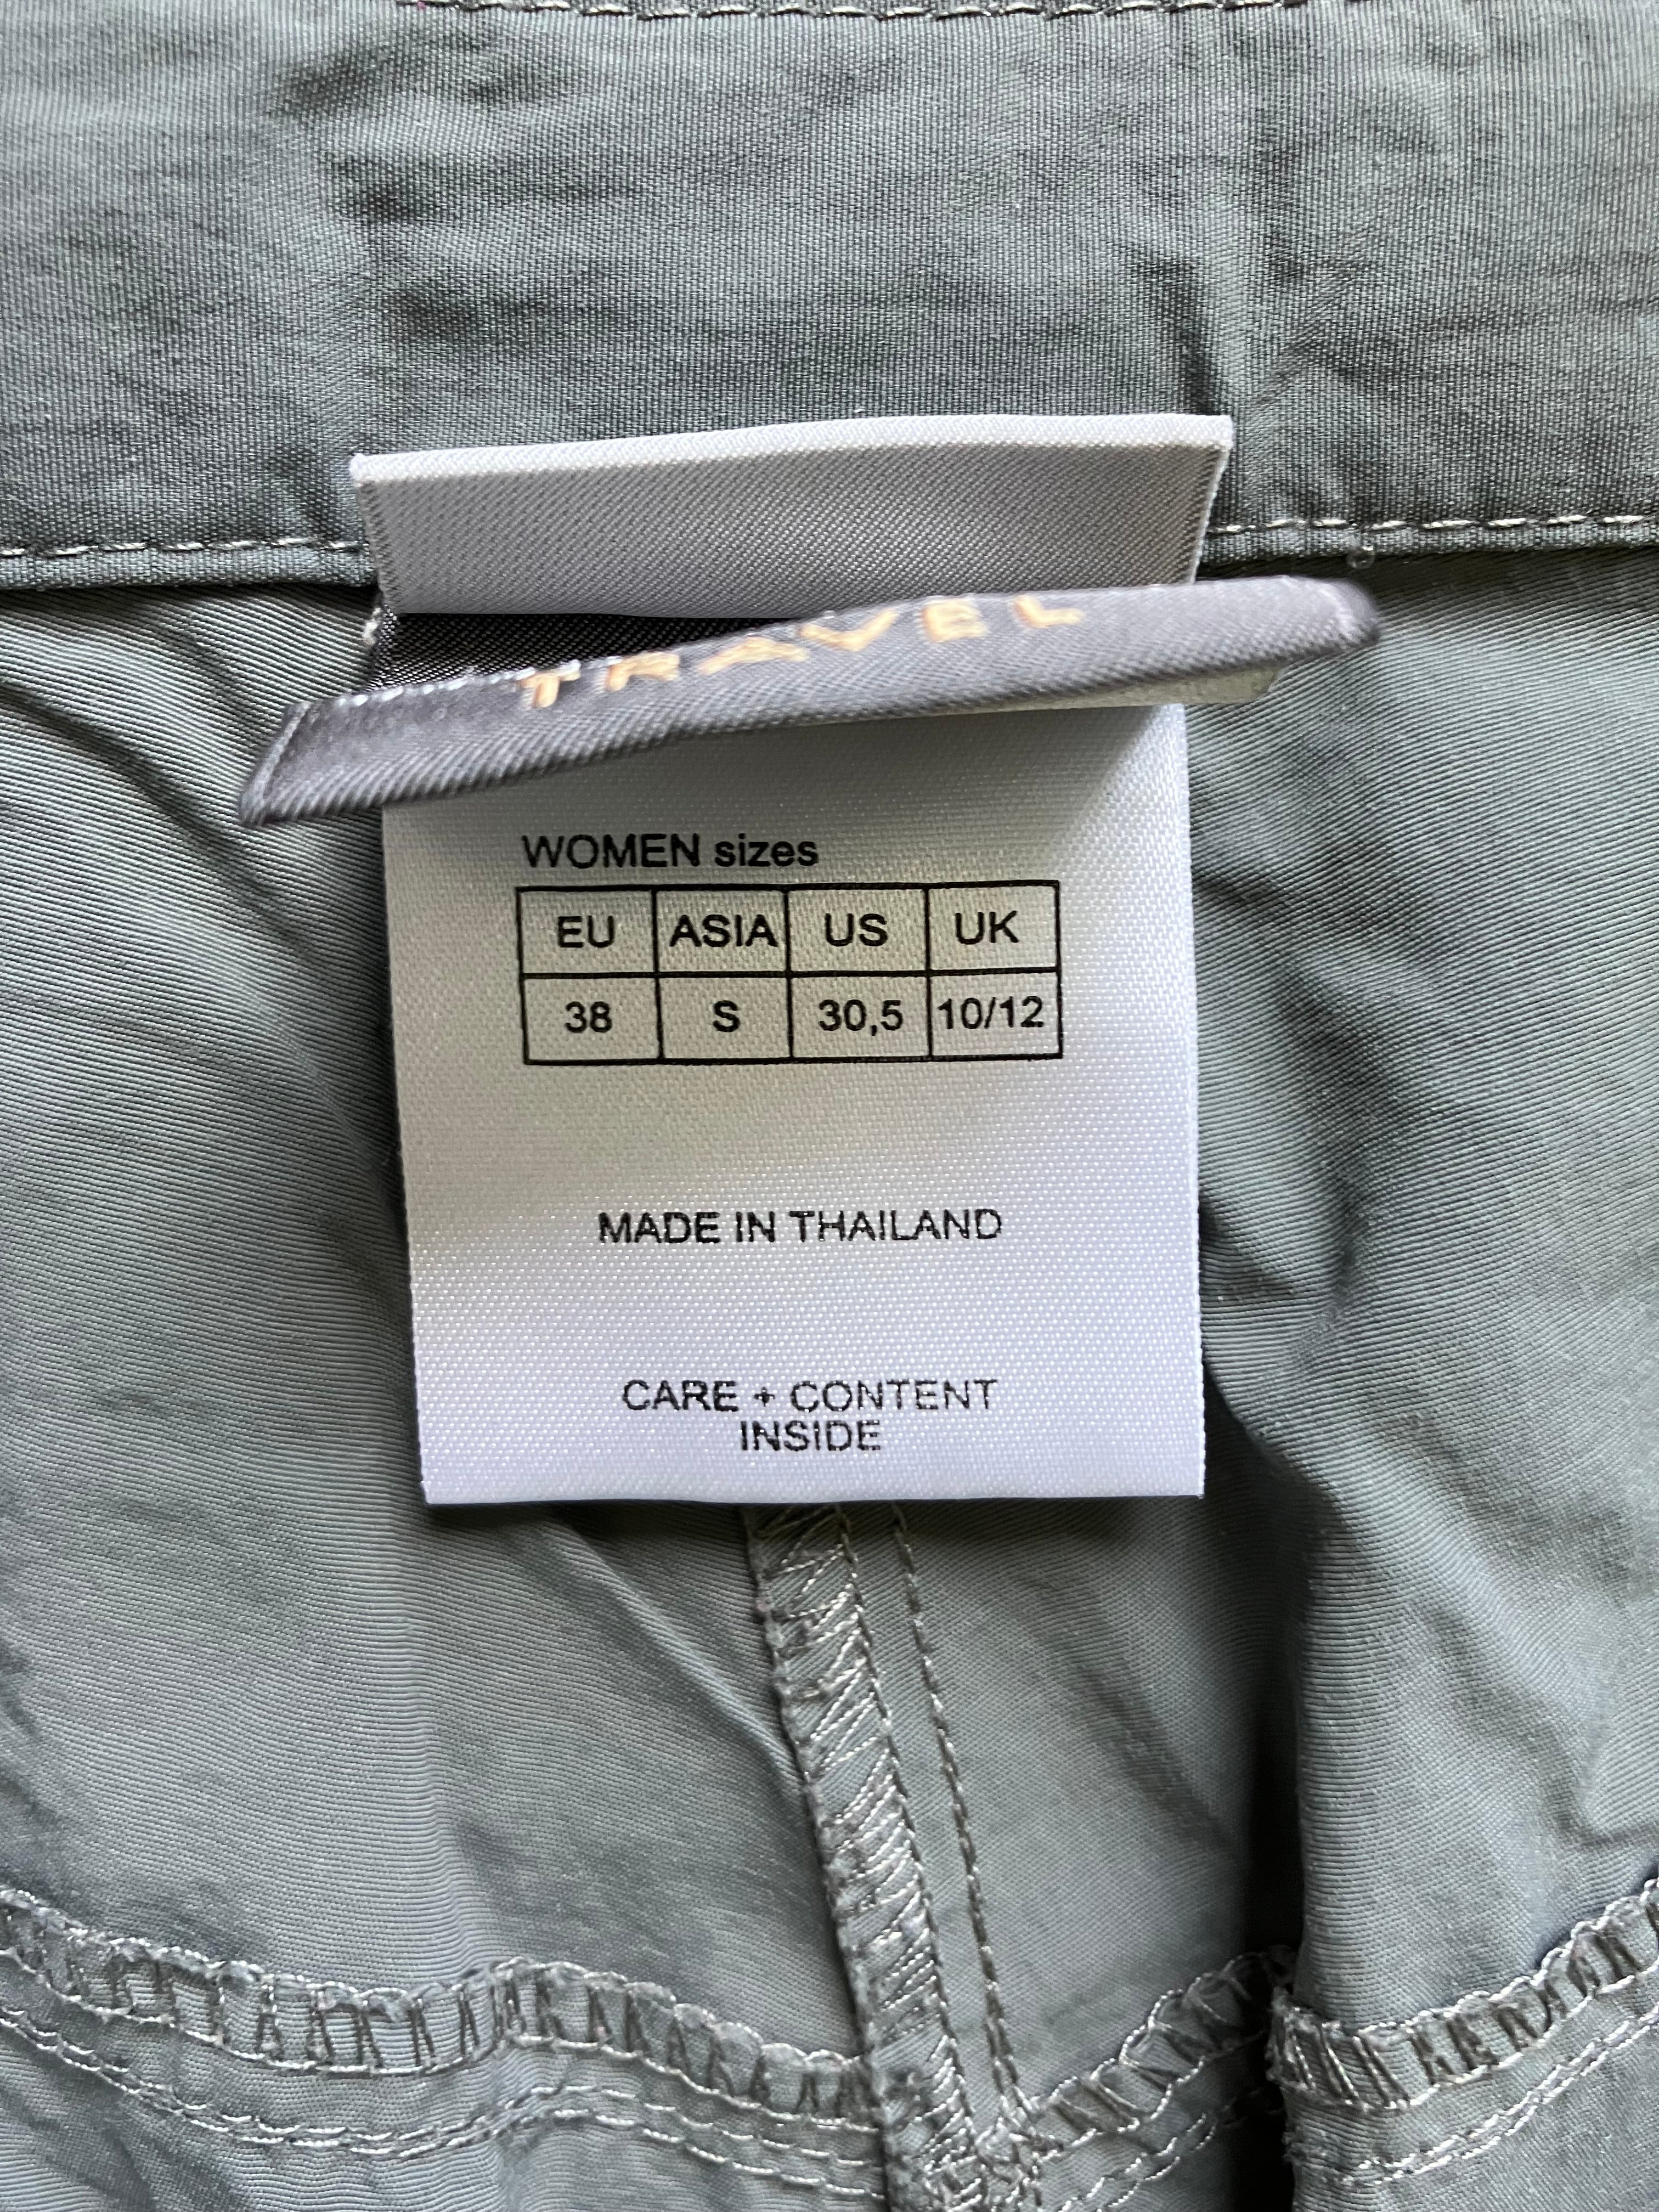 TRAVEL
WOMEN sizes
EU ASIA US UK
38 S 30,5 10/12
MADE IN THAILAND
CARE + CONTENT
INSIDE